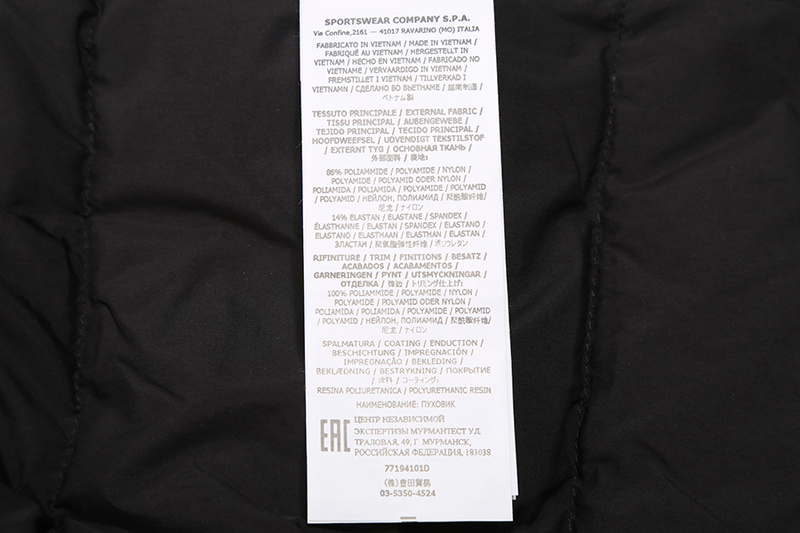 SPORTSWEAR COMPANY S.P.A.
Via Confine,2161 — 41017 RAVARINO (MO) ITALIA
FABBRICATO IN VIETNAM / MADE IN VIETNAM /
FABRIQUÉ AU VIETNAM / HERGESTELLT IN
VIETNAM / HECHO EN VIETNAM / FABRICADO NO
VIETNAME / VERVAARDIGD IN VIETNAM /
FREMSTILLET I VIETNAM / TILLVERKAD I
VIETNAM / СДЕЛАНО ВО ВЬЕТНАМЕ / 越南制造 /
ベトナム製
TESSUTO PRINCIPALE / EXTERNAL FABRIC /
TISSU PRINCIPAL / AUßENGEWEBE /
TEJIDO PRINCIPAL / TECIDO PRINCIPAL /
HOOFDWEEFSEL / UDVENDIGT TEKSTILSTOF
/ EXTERNT TYG / ОСНОВНАЯ ТКАНЬ /
外部面料 / 表地:
86% POLIAMMIDE / POLYAMIDE / NYLON /
POLYAMIDE / POLYAMID ODER NYLON /
POLIAMIDA / POLIAMIDA / POLYAMIDE / POLYAMID
/ POLYAMID / НЕЙЛОН, ПОЛИАМИД / 聚酰胺纤维/
尼龙 / ナイロン
14% ELASTAN / ELASTANE / SPANDEX /
ÉLASTHANNE / ELASTAN / SPANDEX / ELASTANO /
ELASTANO / ELASTHAAN / ELASTHAN / ELASTAN /
ЭЛАСТАН / 聚氨酯弹性纤维 / ポリウレタン
RIFINITURE / TRIM / FINITIONS / BESATZ /
ACABADOS / ACABAMENTOS /
GARNERINGEN / PYNT / UTSMYCKNINGAR /
ОТДЕЛКА / 饰边 / トリミング仕上げ:
100% POLIAMMIDE / POLYAMIDE / NYLON /
POLYAMIDE / POLYAMID ODER NYLON /
POLIAMIDA / POLIAMIDA / POLYAMIDE / POLYAMID
/ POLYAMID / НЕЙЛОН, ПОЛИАМИД / 聚酰胺纤维/
尼龙 / ナイロン
SPALMATURA / COATING / ENDUCTION /
BESCHICHTUNG / IMPREGNACIÓN /
IMPREGNAÇÃO / BEKLEDING /
BEKLÆDNING / BESTRYKNING / ПОКРЫТИЕ
/ 涂料 / コーティング:
RESINA POLIURETANICA / POLYURETHANIC RESIN
НАИМЕНОВАНИЕ: ПУХОВИК
EAC
ЦЕНТР НЕЗАВИСИМОЙ
ЭКСПЕРТИЗЫ МУРМАНТЕСТ УЛ.
ТРАЛОВАЯ, 49, Г. МУРМАНСК,
РОССИЙСКАЯ ФЕДЕРАЦИЯ, 183038
77194101D
(株) 豊田貿易
03-5350-4524